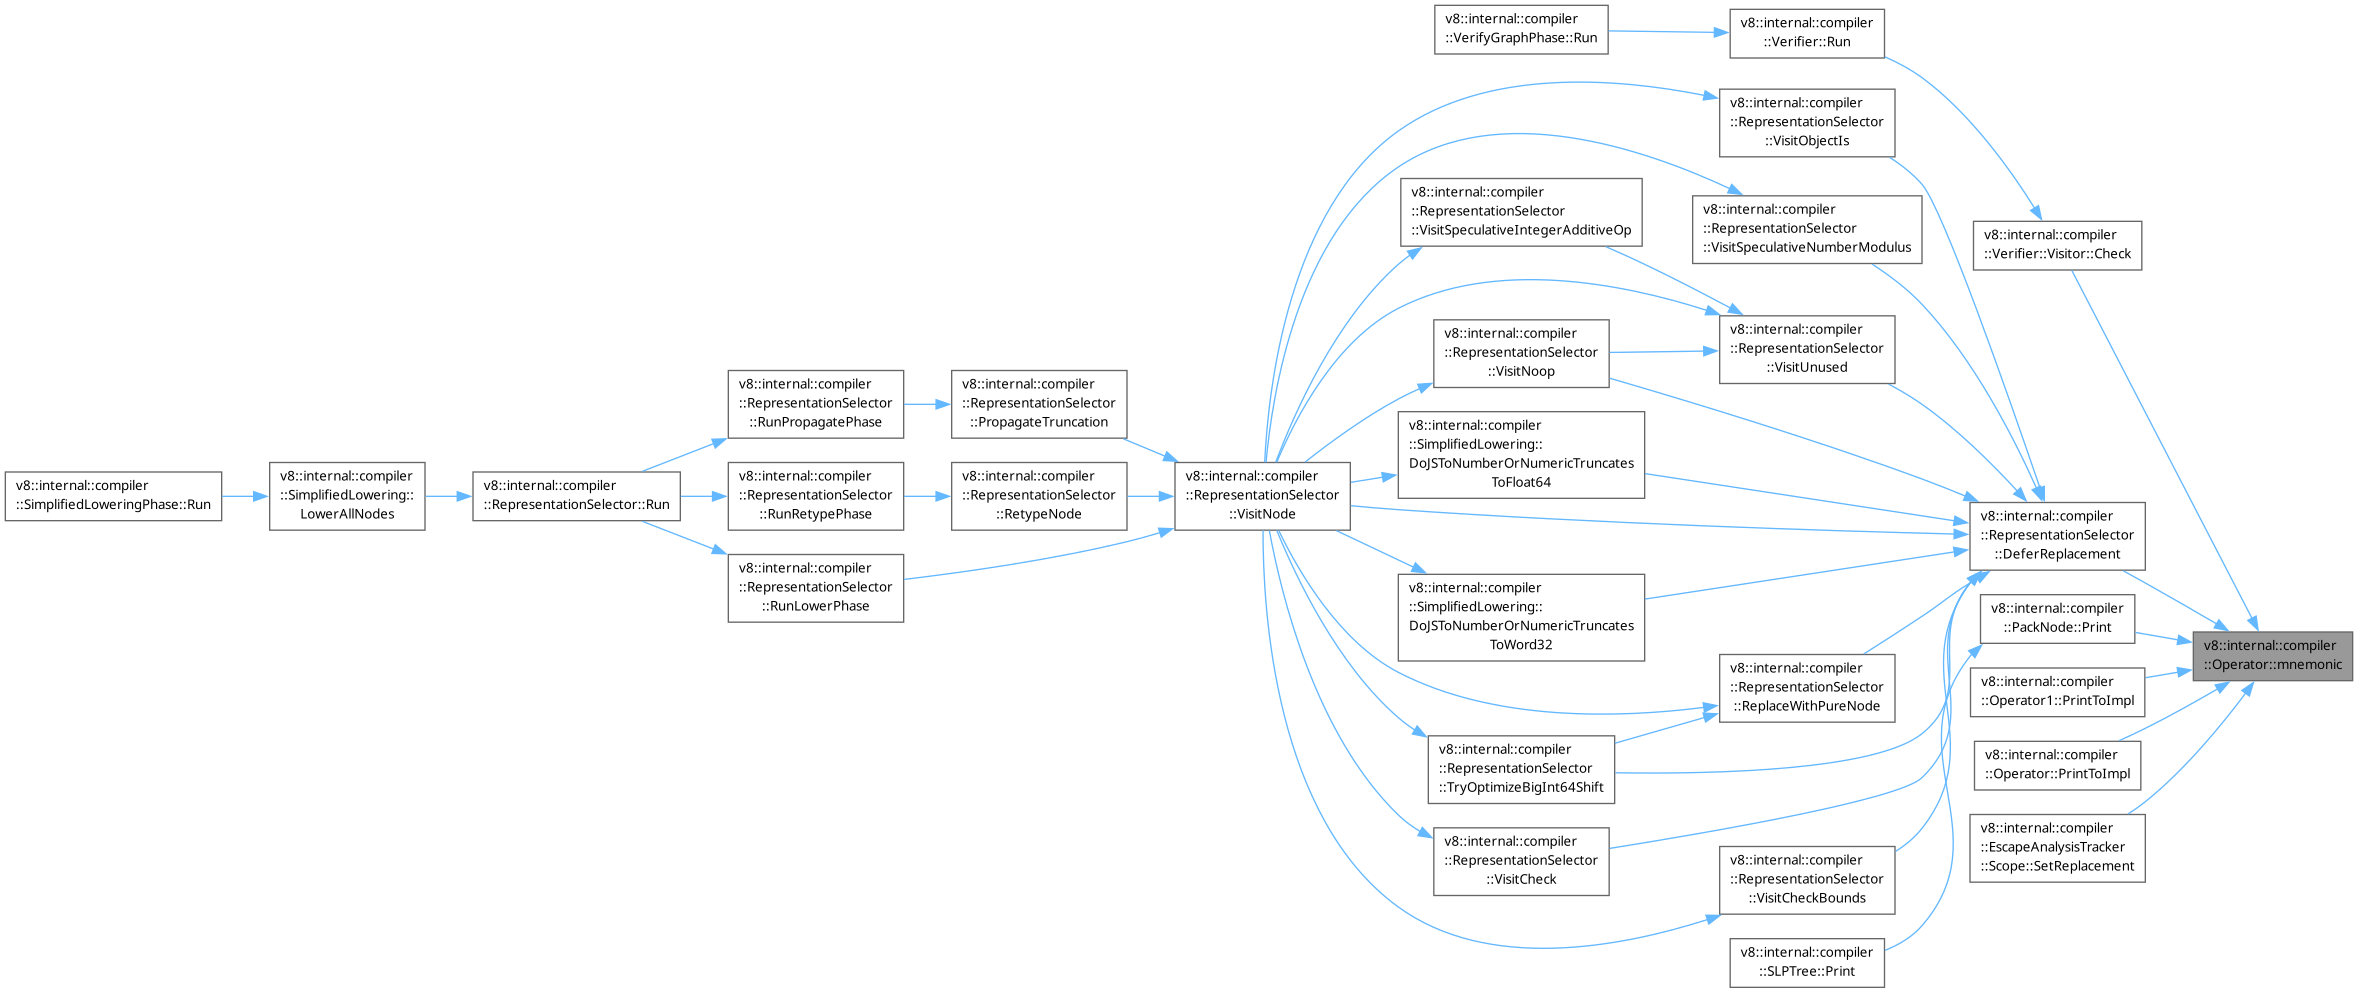 v8::internal::compiler
::VerifyGraphPhase::Run
v8::internal::compiler
::Verifier::Run
v8::internal::compiler
::RepresentationSelector
::VisitObjectIs
v8::internal::compiler
::RepresentationSelector
::VisitSpeculativeIntegerAdditiveOp
v8::internal::compiler
::RepresentationSelector
::VisitSpeculativeNumberModulus
v8::internal::compiler
::Verifier::Visitor::Check
v8::internal::compiler
::RepresentationSelector
::VisitNoop
v8::internal::compiler
::RepresentationSelector
::VisitUnused
v8::internal::compiler
::RepresentationSelector
::RunPropagatePhase
v8::internal::compiler
::RepresentationSelector
::PropagateTruncation
v8::internal::compiler
::SimplifiedLowering::
DoJSToNumberOrNumericTruncates
ToFloat64
v8::internal::compiler
::SimplifiedLoweringPhase::Run
v8::internal::compiler
::SimplifiedLowering::
LowerAllNodes
v8::internal::compiler
::RepresentationSelector::Run
v8::internal::compiler
::RepresentationSelector
::RunRetypePhase
v8::internal::compiler
::RepresentationSelector
::RetypeNode
v8::internal::compiler
::RepresentationSelector
::VisitNode
v8::internal::compiler
::RepresentationSelector
::DeferReplacement
v8::internal::compiler
::RepresentationSelector
::RunLowerPhase
v8::internal::compiler
::SimplifiedLowering::
DoJSToNumberOrNumericTruncates
ToWord32
v8::internal::compiler
::PackNode::Print
v8::internal::compiler
::Operator::mnemonic
v8::internal::compiler
::RepresentationSelector
::ReplaceWithPureNode
v8::internal::compiler
::Operator1::PrintToImpl
v8::internal::compiler
::RepresentationSelector
::TryOptimizeBigInt64Shift
v8::internal::compiler
::Operator::PrintToImpl
v8::internal::compiler
::EscapeAnalysisTracker
::Scope::SetReplacement
v8::internal::compiler
::RepresentationSelector
::VisitCheck
v8::internal::compiler
::RepresentationSelector
::VisitCheckBounds
v8::internal::compiler
::SLPTree::Print